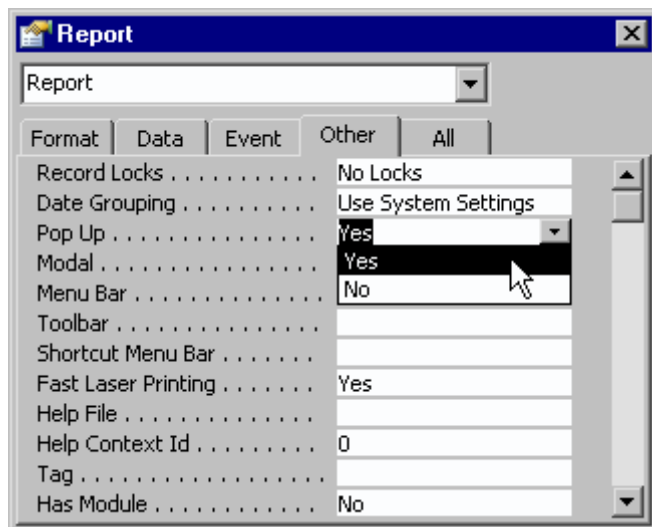 Report
Report
Format Data Event Other All
Record Locks . . . . . . . . . . . . No Locks
Date Grouping . . . . . . . . . . . Use System Settings
Pop Up . . . . . . . . . . . . . . . . Yes
Modal . . . . . . . . . . . . . . . . . Yes
Menu Bar . . . . . . . . . . . . . . No
Toolbar . . . . . . . . . . . . . . . .
Shortcut Menu Bar . . . . . . .
Fast Laser Printing . . . . . . . Yes
Help File . . . . . . . . . . . . . . .
Help Context Id . . . . . . . . . 0
Tag . . . . . . . . . . . . . . . . . . .
Has Module . . . . . . . . . . . . No